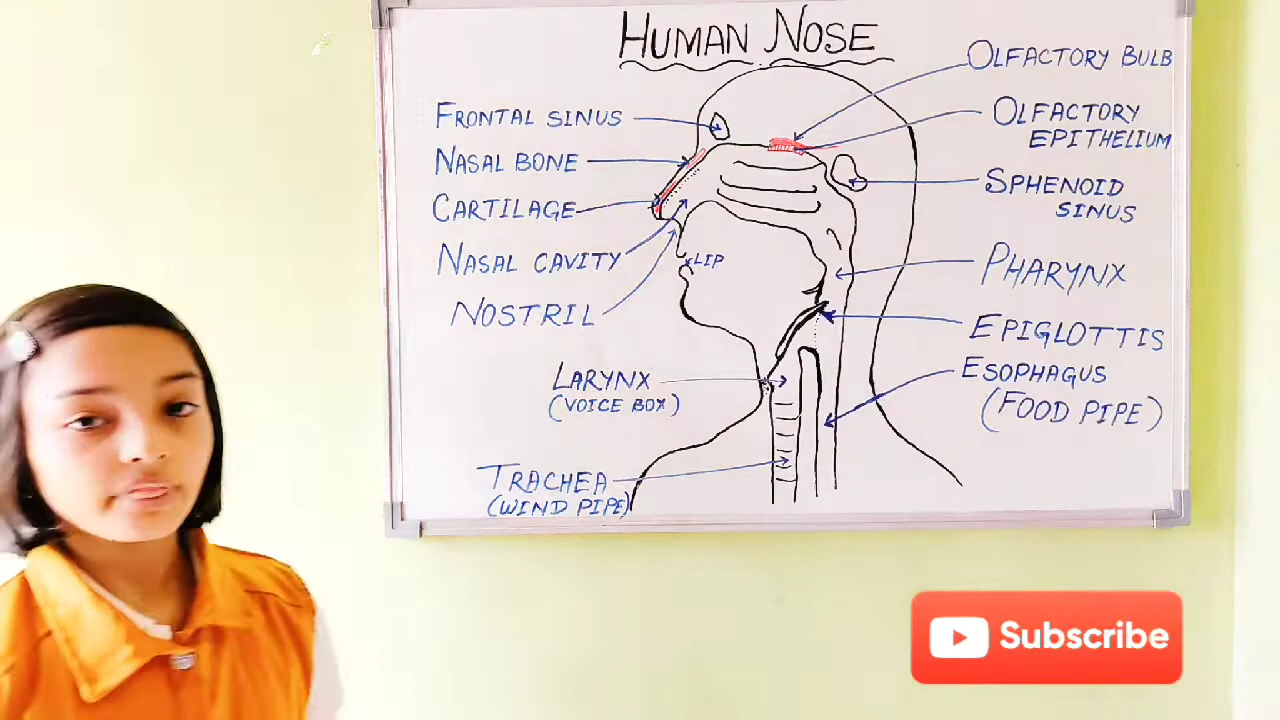 HUMAN NOSE
FRONTAL SINUS
NASAL BONE
CARTILAGE
NASAL CAVITY
NOSTRIL
LIP
LARYNX
(VOICE BOX)
TRACHEA
(WIND PIPE)
OLFACTORY BULB
OLFACTORY
EPITHELIUM
SPHENOID
SINUS
PHARYNX
EPIGLOTTIS
ESOPHAGUS
(FOOD PIPE)
Subscribe